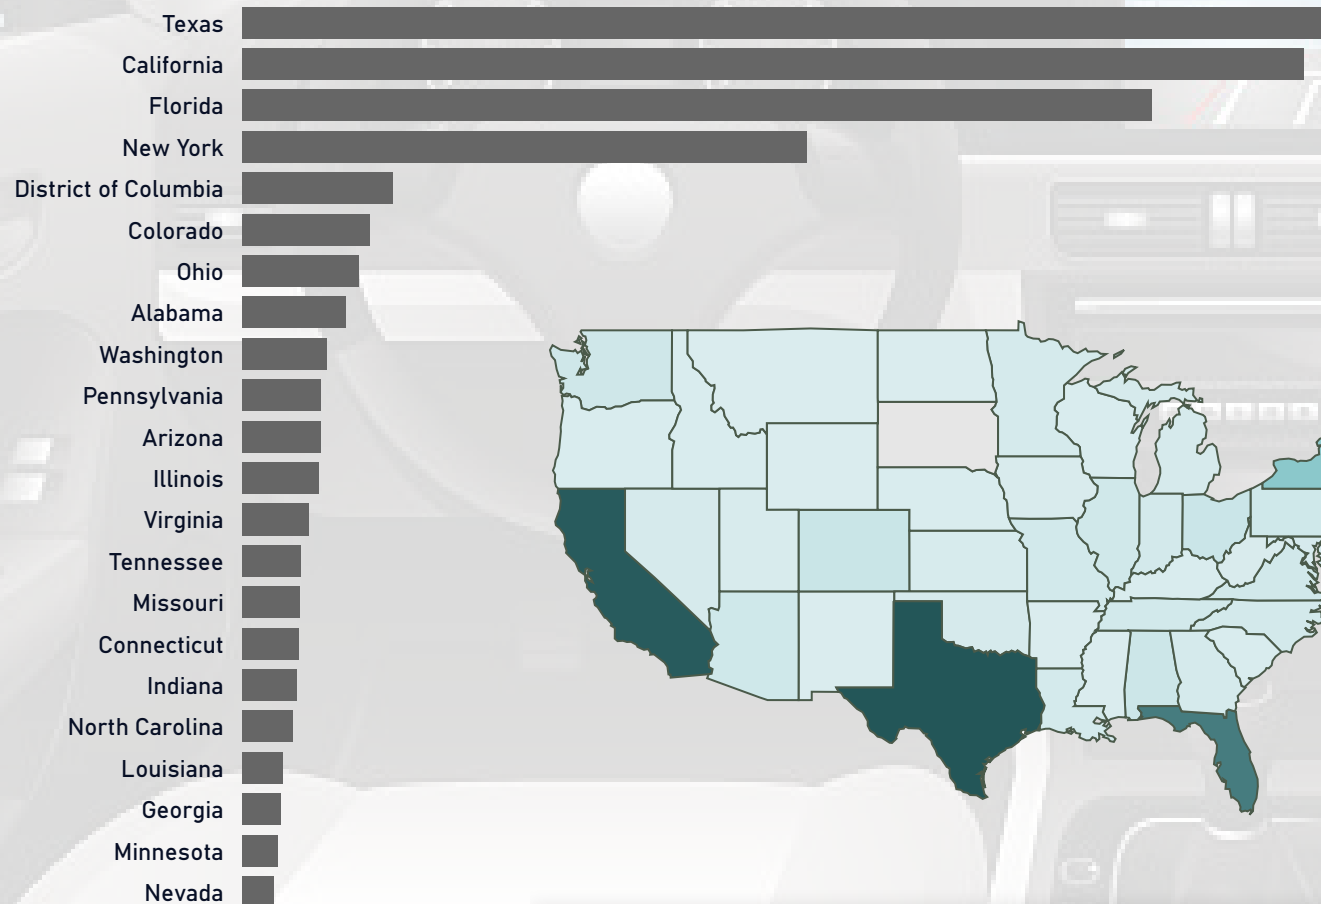 Texas
California
Florida
New York
District of Columbia
Colorado
Ohio
Alabama
Washington
Pennsylvania
Arizona
Illinois
Virginia
Tennessee
Missouri
Connecticut
Indiana
North Carolina
Louisiana
Georgia
Minnesota
Nevada